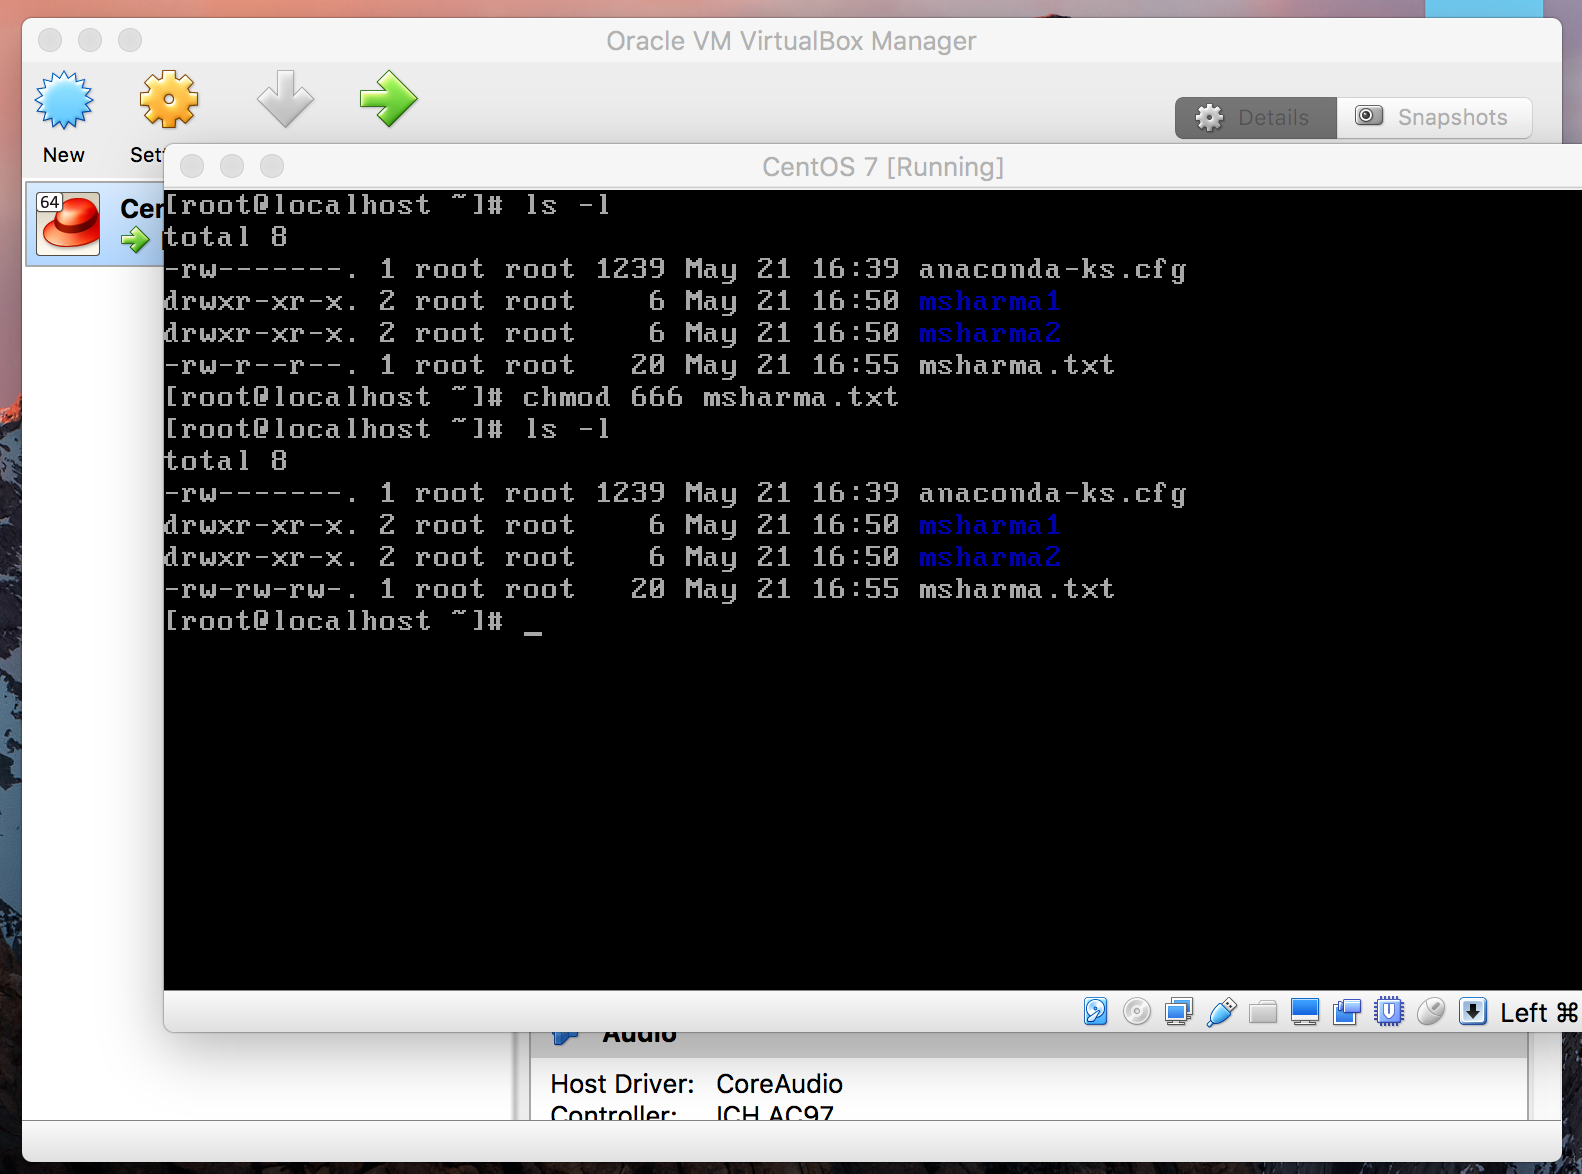 Oracle VM VirtualBox Manager
New
Details
Snapshots
CentOS 7 [Running]
64
[root@localhost ~]# ls -l
total 8
-rw-------. 1 root root 1239 May 21 16:39 anaconda-ks.cfg
drwxr-xr-x. 2 root root    6 May 21 16:50 msharma1
drwxr-xr-x. 2 root root    6 May 21 16:50 msharma2
-rw-r--r--. 1 root root   20 May 21 16:55 msharma.txt
[root@localhost ~]# chmod 666 msharma.txt
[root@localhost ~]# ls -l
total 8
-rw-------. 1 root root 1239 May 21 16:39 anaconda-ks.cfg
drwxr-xr-x. 2 root root    6 May 21 16:50 msharma1
drwxr-xr-x. 2 root root    6 May 21 16:50 msharma2
-rw-rw-rw-. 1 root root   20 May 21 16:55 msharma.txt
[root@localhost ~]# _
Left ⌘
Audio
Host Driver: CoreAudio
Controller: ICH AC97